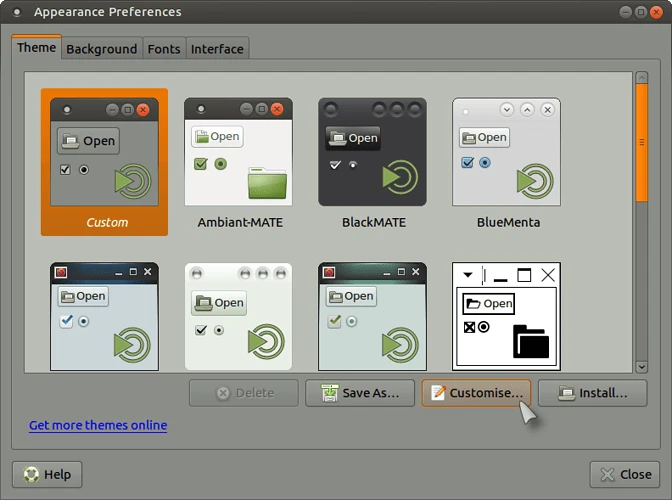 Appearance Preferences
Theme Background Fonts Interface
Open Open Open Open
Custom Ambiant-MATE BlackMATE BlueMenta
Open Open Open Open
Delete Save As... Customise... Install...
Get more themes online
Help Close